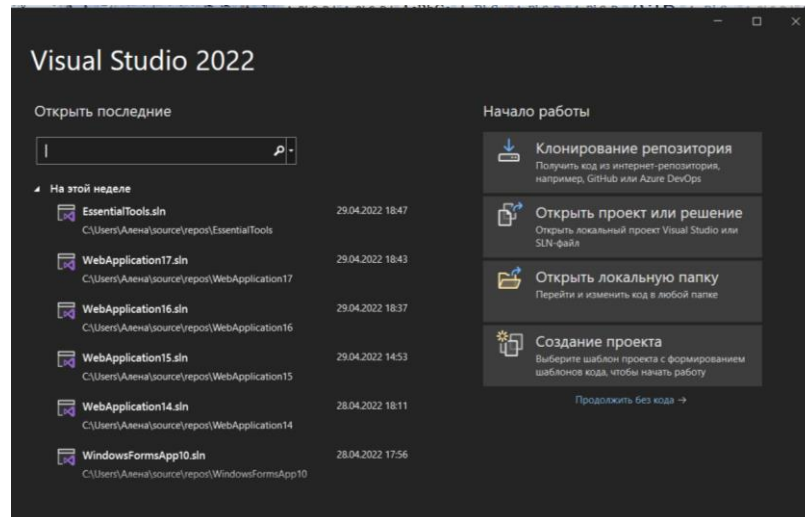 Visual Studio 2022
Открыть последние
На этой неделе
EssentialTools.sln 29.04.2022 18:47
C:\Users\Алена\source\repos\EssentialTools
WebApplication17.sln 29.04.2022 18:43
C:\Users\Алена\source\repos\WebApplication17
WebApplication16.sln 29.04.2022 18:37
C:\Users\Алена\source\repos\WebApplication16
WebApplication15.sln 29.04.2022 14:53
C:\Users\Алена\source\repos\WebApplication15
WebApplication14.sln 28.04.2022 18:11
C:\Users\Алена\source\repos\WebApplication14
WindowsFormsApp10.sln 28.04.2022 17:56
C:\Users\Алена\source\repos\WindowsFormsApp10
Начало работы
Клонирование репозитория
Получить код из интернет-репозитория,
например, GitHub или Azure DevOps
Открыть проект или решение
Открыть локальный проект Visual Studio или
SLN-файл
Открыть локальную папку
Перейти и изменить код в любой папке
Создание проекта
Выберите шаблон проекта с формированием
шаблонов кода, чтобы начать работу
Продолжить без кода →